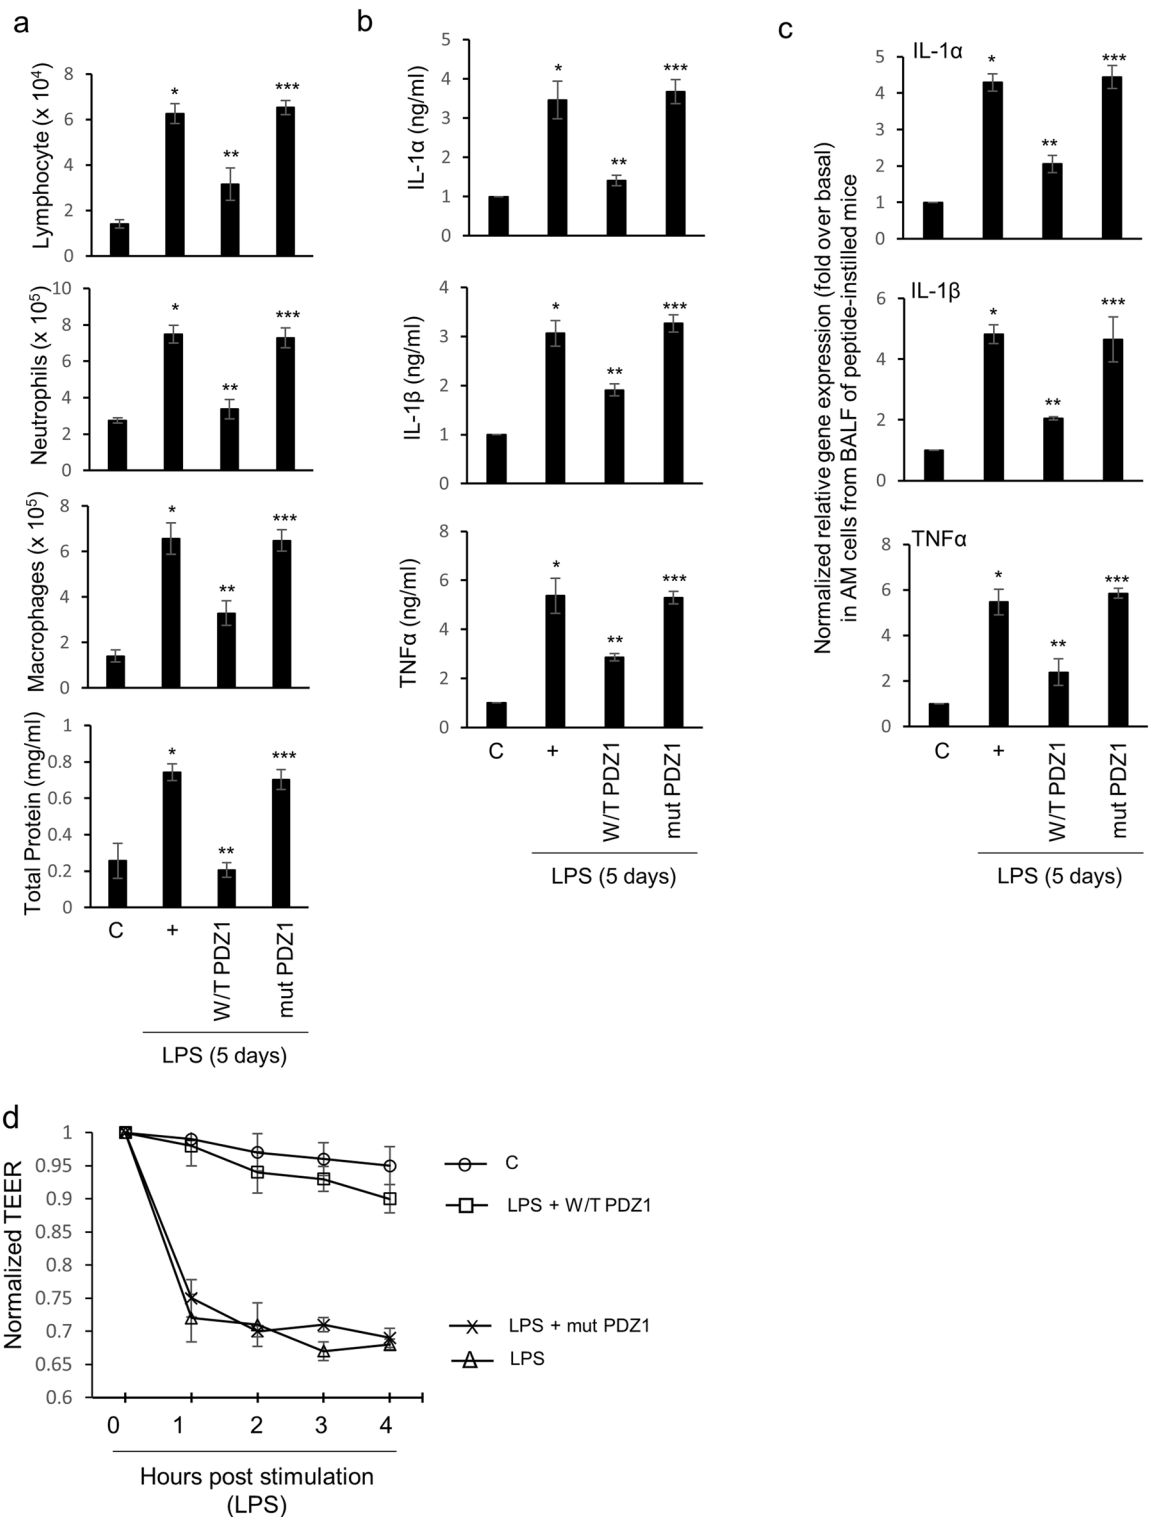 a
Lymphocyte (x 10⁴)
8
6
4
2
0
*
**
***
Neutrophils (x 10⁵)
10
8
6
4
2
0
*
**
***
Macrophages (x 10⁵)
8
6
4
2
0
*
**
***
Total Protein (mg/ml)
1
0.8
0.6
0.4
0.2
0
*
**
***
C
+
W/T PDZ1
mut PDZ1
LPS (5 days)
b
IL-1α (ng/ml)
5
4
3
2
1
0
*
**
***
IL-1β (ng/ml)
4
3
2
1
0
*
**
***
TNFα (ng/ml)
8
6
4
2
0
*
**
***
C
+
W/T PDZ1
mut PDZ1
LPS (5 days)
c
Normalized relative gene expression (fold over basal)
in AM cells from BALF of peptide-instilled mice
IL-1α
5
4
3
2
1
0
*
**
***
IL-1β
6
4
2
0
*
**
***
TNFα
8
6
4
2
0
*
**
***
C
+
W/T PDZ1
mut PDZ1
LPS (5 days)
d
Normalized TEER
1
0.95
0.9
0.85
0.8
0.75
0.7
0.65
0.6
0 1 2 3 4
Hours post stimulation
(LPS)
C
LPS + W/T PDZ1
LPS + mut PDZ1
LPS